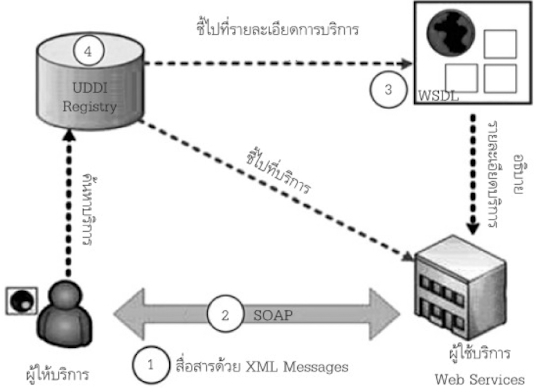 ชี้ไปที่รายละเอียดการบริการ
4
UDDI
Registry
3
WSDL
ชี้ไปที่บริการ
ค้นหาบริการ
อธิบาย
รายละเอียดบริการ
2
SOAP
1
สื่อสารด้วย XML Messages
ผู้ให้บริการ
ผู้ใช้บริการ
Web Services